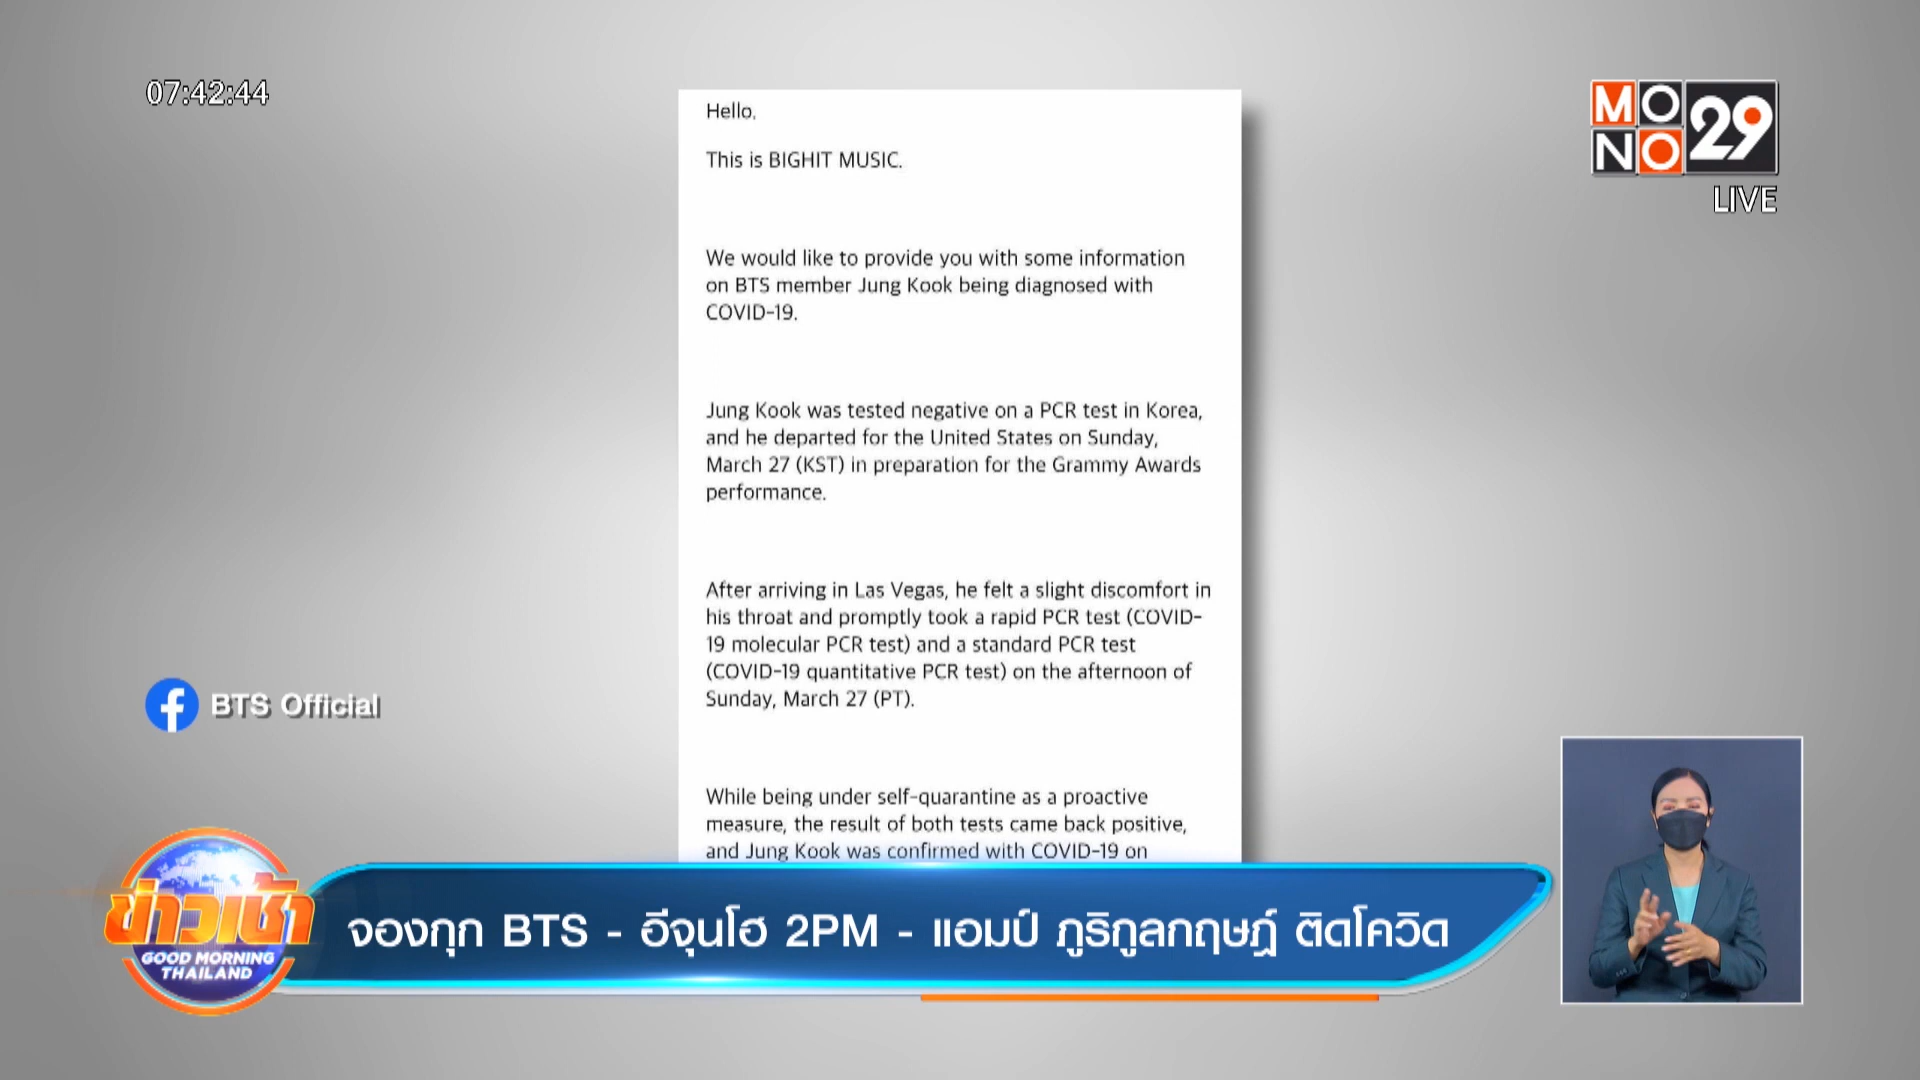 07:42:44
MONO 29
LIVE
Hello,
This is BIGHIT MUSIC.
We would like to provide you with some information
on BTS member Jung Kook being diagnosed with
COVID-19.
Jung Kook was tested negative on a PCR test in Korea,
and he departed for the United States on Sunday,
March 27 (KST) in preparation for the Grammy Awards
performance.
After arriving in Las Vegas, he felt a slight discomfort in
his throat and promptly took a rapid PCR test (COVID-
19 molecular PCR test) and a standard PCR test
(COVID-19 quantitative PCR test) on the afternoon of
Sunday, March 27 (PT).
While being under self-quarantine as a proactive
measure, the result of both tests came back positive,
and Jung Kook was confirmed with COVID-19 on
BTS Official
ข่าวเช้า
GOOD MORNING
THAILAND
จองกุก BTS - อีจุนโฮ 2PM - แอมป์ ภูริกูลกฤษฎ์ ติดโควิด